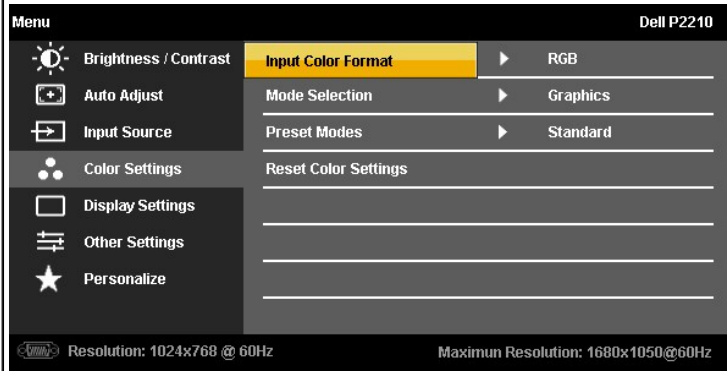 Menu Dell P2210
Brightness / Contrast Input Color Format RGB
Auto Adjust Mode Selection Graphics
Input Source Preset Modes Standard
Color Settings Reset Color Settings
Display Settings
Other Settings
Personalize
Resolution: 1024x768 @ 60Hz Maximun Resolution: 1680x1050@60Hz